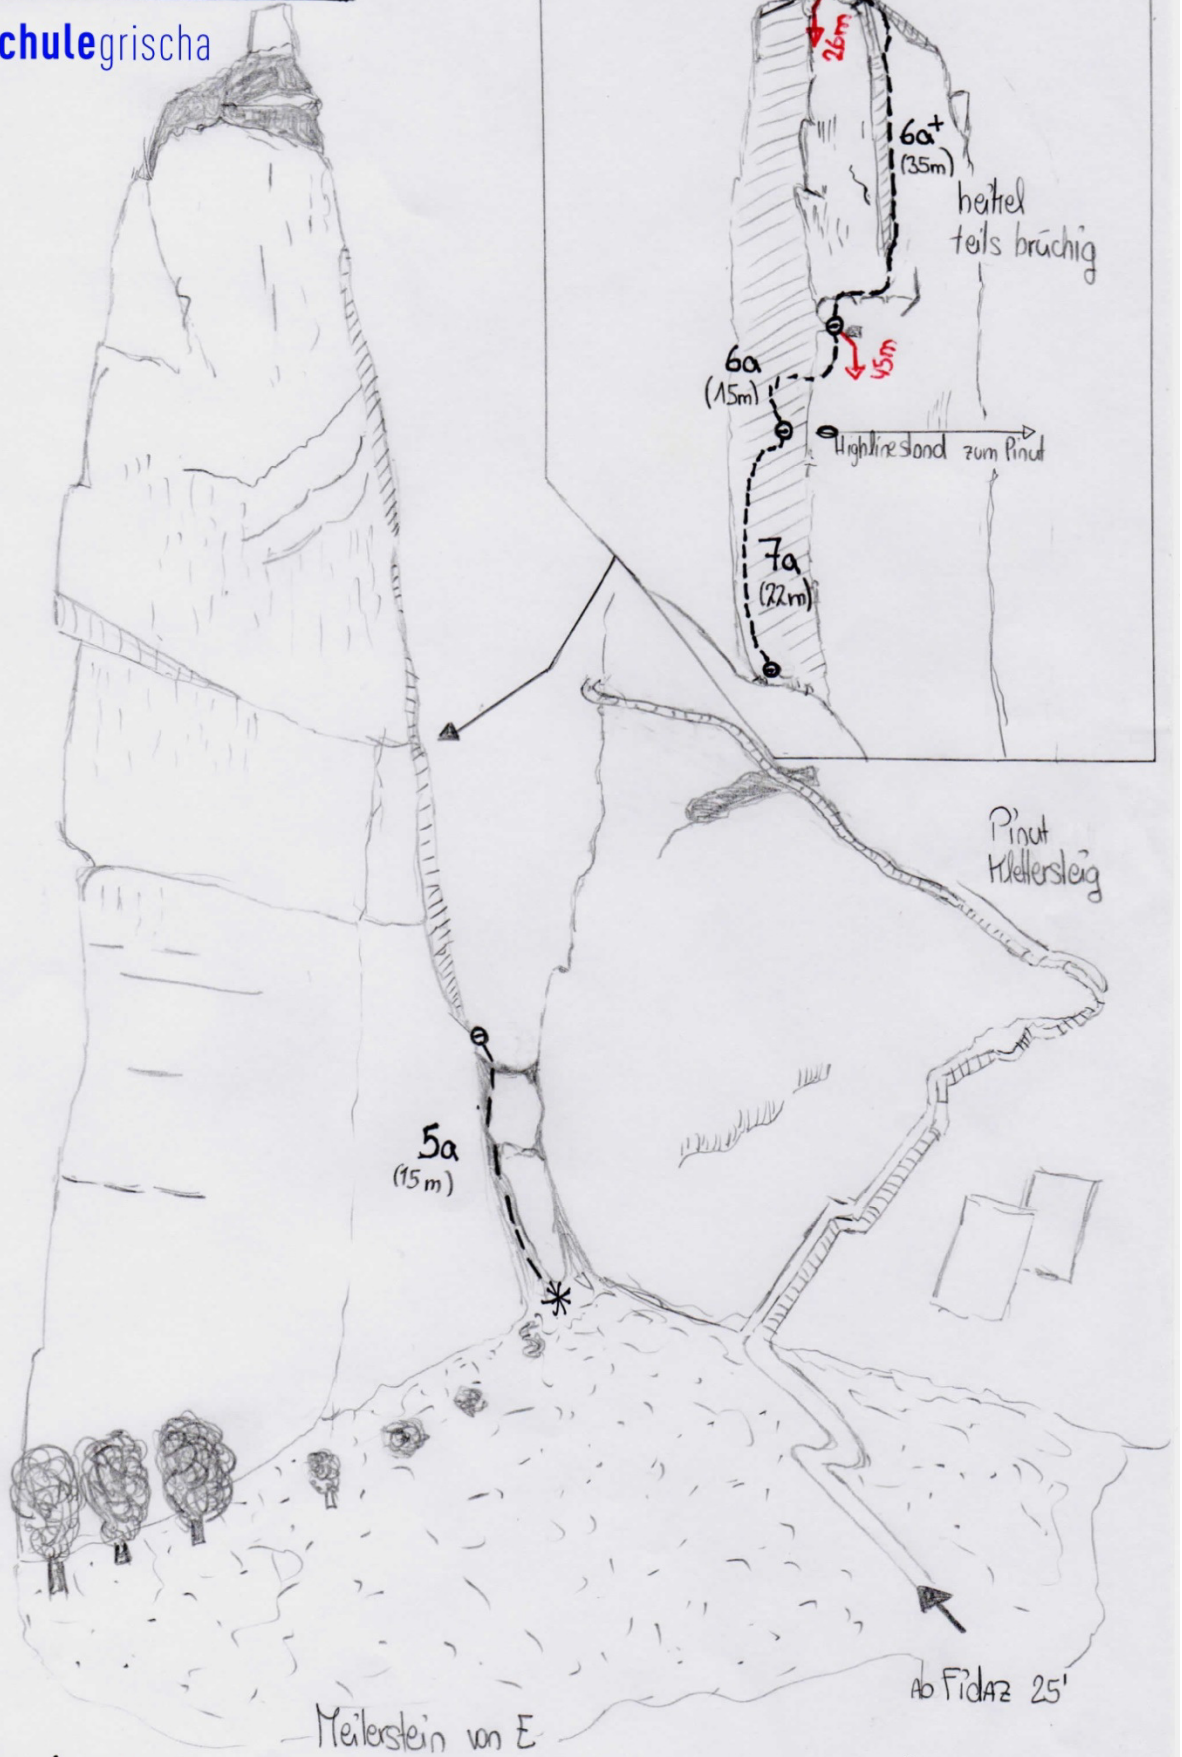 chulegrischa
26m
6a+
(35m)
heikel
teils brüchig
45m
6a
(15m)
Highlinestand zum Pinut
7a
(22m)
Pinut
Klettersteig
5a
(15m)
Ab FidAZ 25'
Meilerstein von E